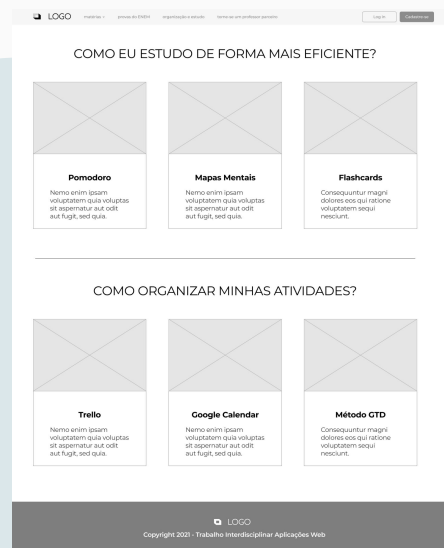 LOGO matérias provas do ENEM organização e estudo torne-se um professor parceiro Log in Cadastre-se
COMO EU ESTUDO DE FORMA MAIS EFICIENTE?
Pomodoro
Nemo enim ipsam
voluptatem quia voluptas
sit aspernatur aut odit
aut fugit, sed quia.
Mapas Mentais
Nemo enim ipsam
voluptatem quia voluptas
sit aspernatur aut odit
aut fugit, sed quia.
Flashcards
Consequuntur magni
dolores eos qui ratione
voluptatem sequi
nesciunt.
COMO ORGANIZAR MINHAS ATIVIDADES?
Trello
Nemo enim ipsam
voluptatem quia voluptas
sit aspernatur aut odit
aut fugit, sed quia.
Google Calendar
Nemo enim ipsam
voluptatem quia voluptas
sit aspernatur aut odit
aut fugit, sed quia.
Método GTD
Consequuntur magni
dolores eos qui ratione
voluptatem sequi
nesciunt.
LOGO
Copyright 2021 - Trabalho Interdisciplinar Aplicações Web